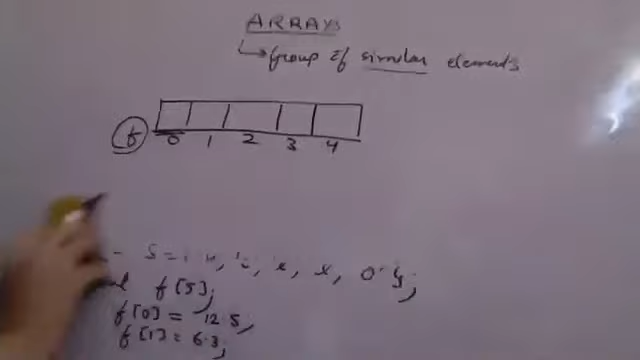 ARRAYS
↳ Group of similar elements
f 0 1 2 3 4
f[5];
f[0] = 12.5;
f[1] = 6.3;